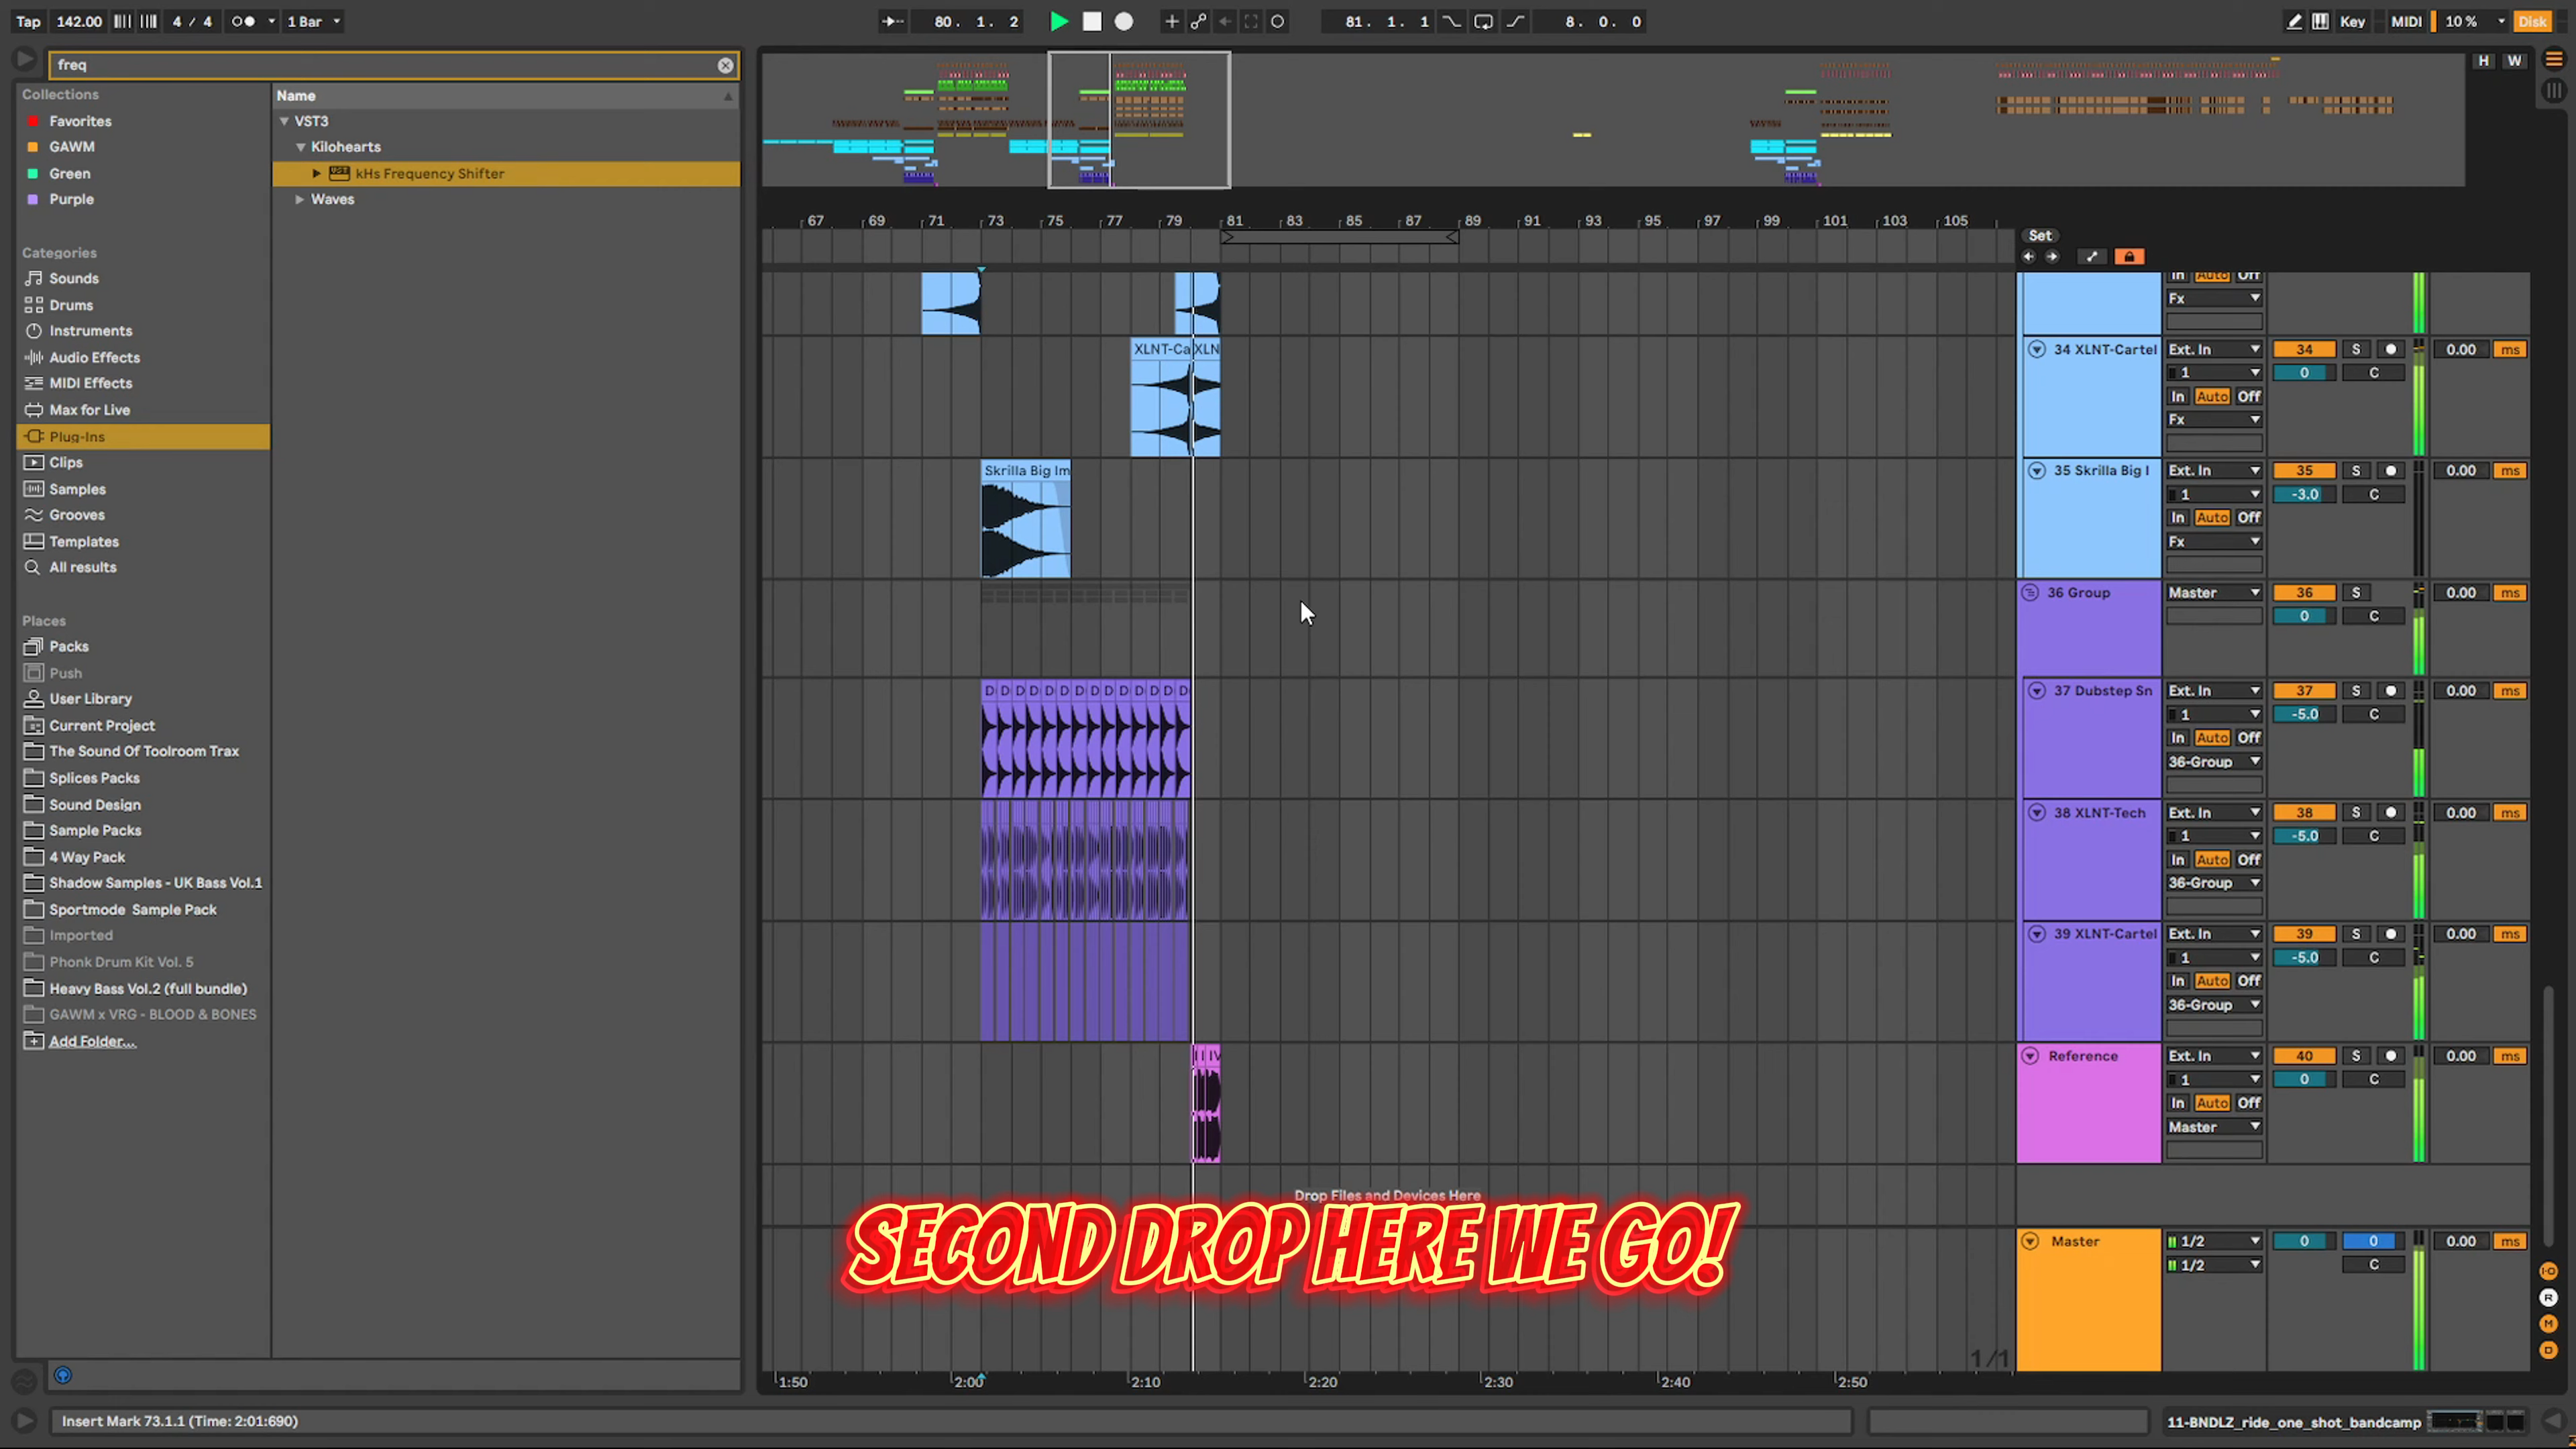 Tap 142.00 4 / 4 1 Bar 80. 1. 2 81. 1. 1 8. 0. 0 Key MIDI 10 % Disk
freq
H W
Collections
Favorites
GAWM
Green
Purple
Categories
Sounds
Drums
Instruments
Audio Effects
MIDI Effects
Max for Live
Plug-Ins
Clips
Samples
Grooves
Templates
All results
Places
Packs
Push
User Library
Current Project
The Sound Of Toolroom Trax
Splices Packs
Sound Design
Sample Packs
4 Way Pack
Shadow Samples - UK Bass Vol.1
Sportmode Sample Pack
Imported
Phonk Drum Kit Vol. 5
Heavy Bass Vol.2 (full bundle)
GAWM x VRG - BLOOD & BONES
Add Folder...
Name
VST3
Kilohearts
kHs Frequency Shifter
Waves
67 69 71 73 75 77 79 81 83 85 87 89 91 93 95 97 99 101 103 105
Set
In Auto Off
Fx
XLNT-Ca XLN
34 XLNT-Cartel Ext. In 34 S 0.00 ms
1 0 C
In Auto Off
Fx
Skrilla Big Im
35 Skrilla Big I Ext. In 35 S 0.00 ms
1 -3.0 C
In Auto Off
Fx
36 Group Master 36 S 0.00 ms
0 C
D D D D D D D D D D D D D D
37 Dubstep Sn Ext. In 37 S 0.00 ms
1 -5.0 C
In Auto Off
36-Group
38 XLNT-Tech Ext. In 38 S 0.00 ms
1 -5.0 C
In Auto Off
36-Group
39 XLNT-Cartel Ext. In 39 S 0.00 ms
1 -5.0 C
In Auto Off
36-Group
Reference Ext. In 40 S 0.00 ms
1 0 C
In Auto Off
Master
Drop Files and Devices Here
SECOND DROP HERE WE GO!
Master 1/2 0 0 0.00 ms
1/2 C
1/1
1:50 2:00 2:10 2:20 2:30 2:40 2:50
Insert Mark 73.1.1 (Time: 2:01:690)
11-BNDLZ_ride_one_shot_bandcamp